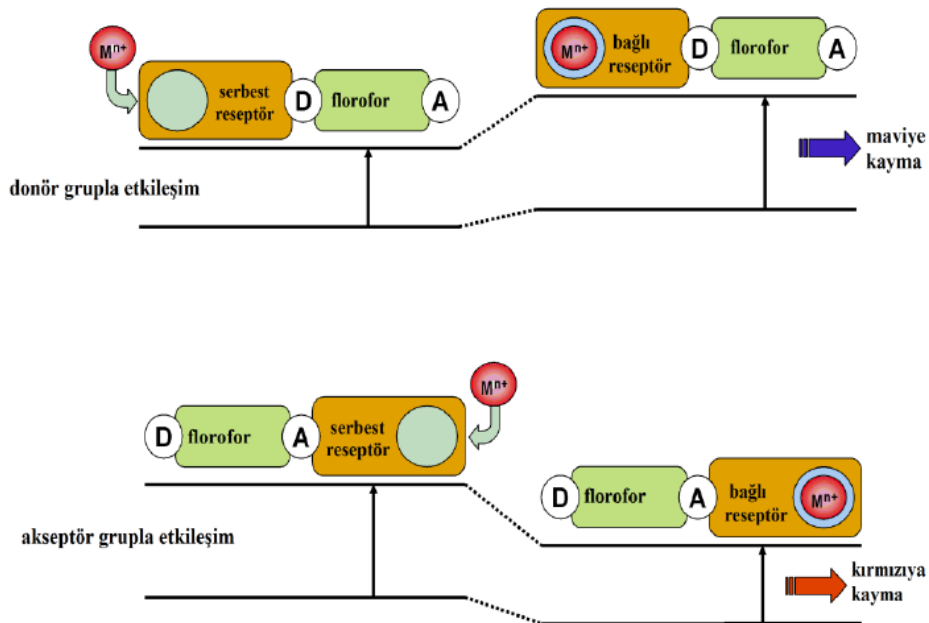 Mn+
serbest
reseptör
D
florofor
A
Mn+
bağlı
reseptör
D
florofor
A
donör grupla etkileşim
maviye
kayma
D
florofor
A
serbest
reseptör
Mn+
D
florofor
A
bağlı
reseptör
Mn+
akseptör grupla etkileşim
kırmızıya
kayma